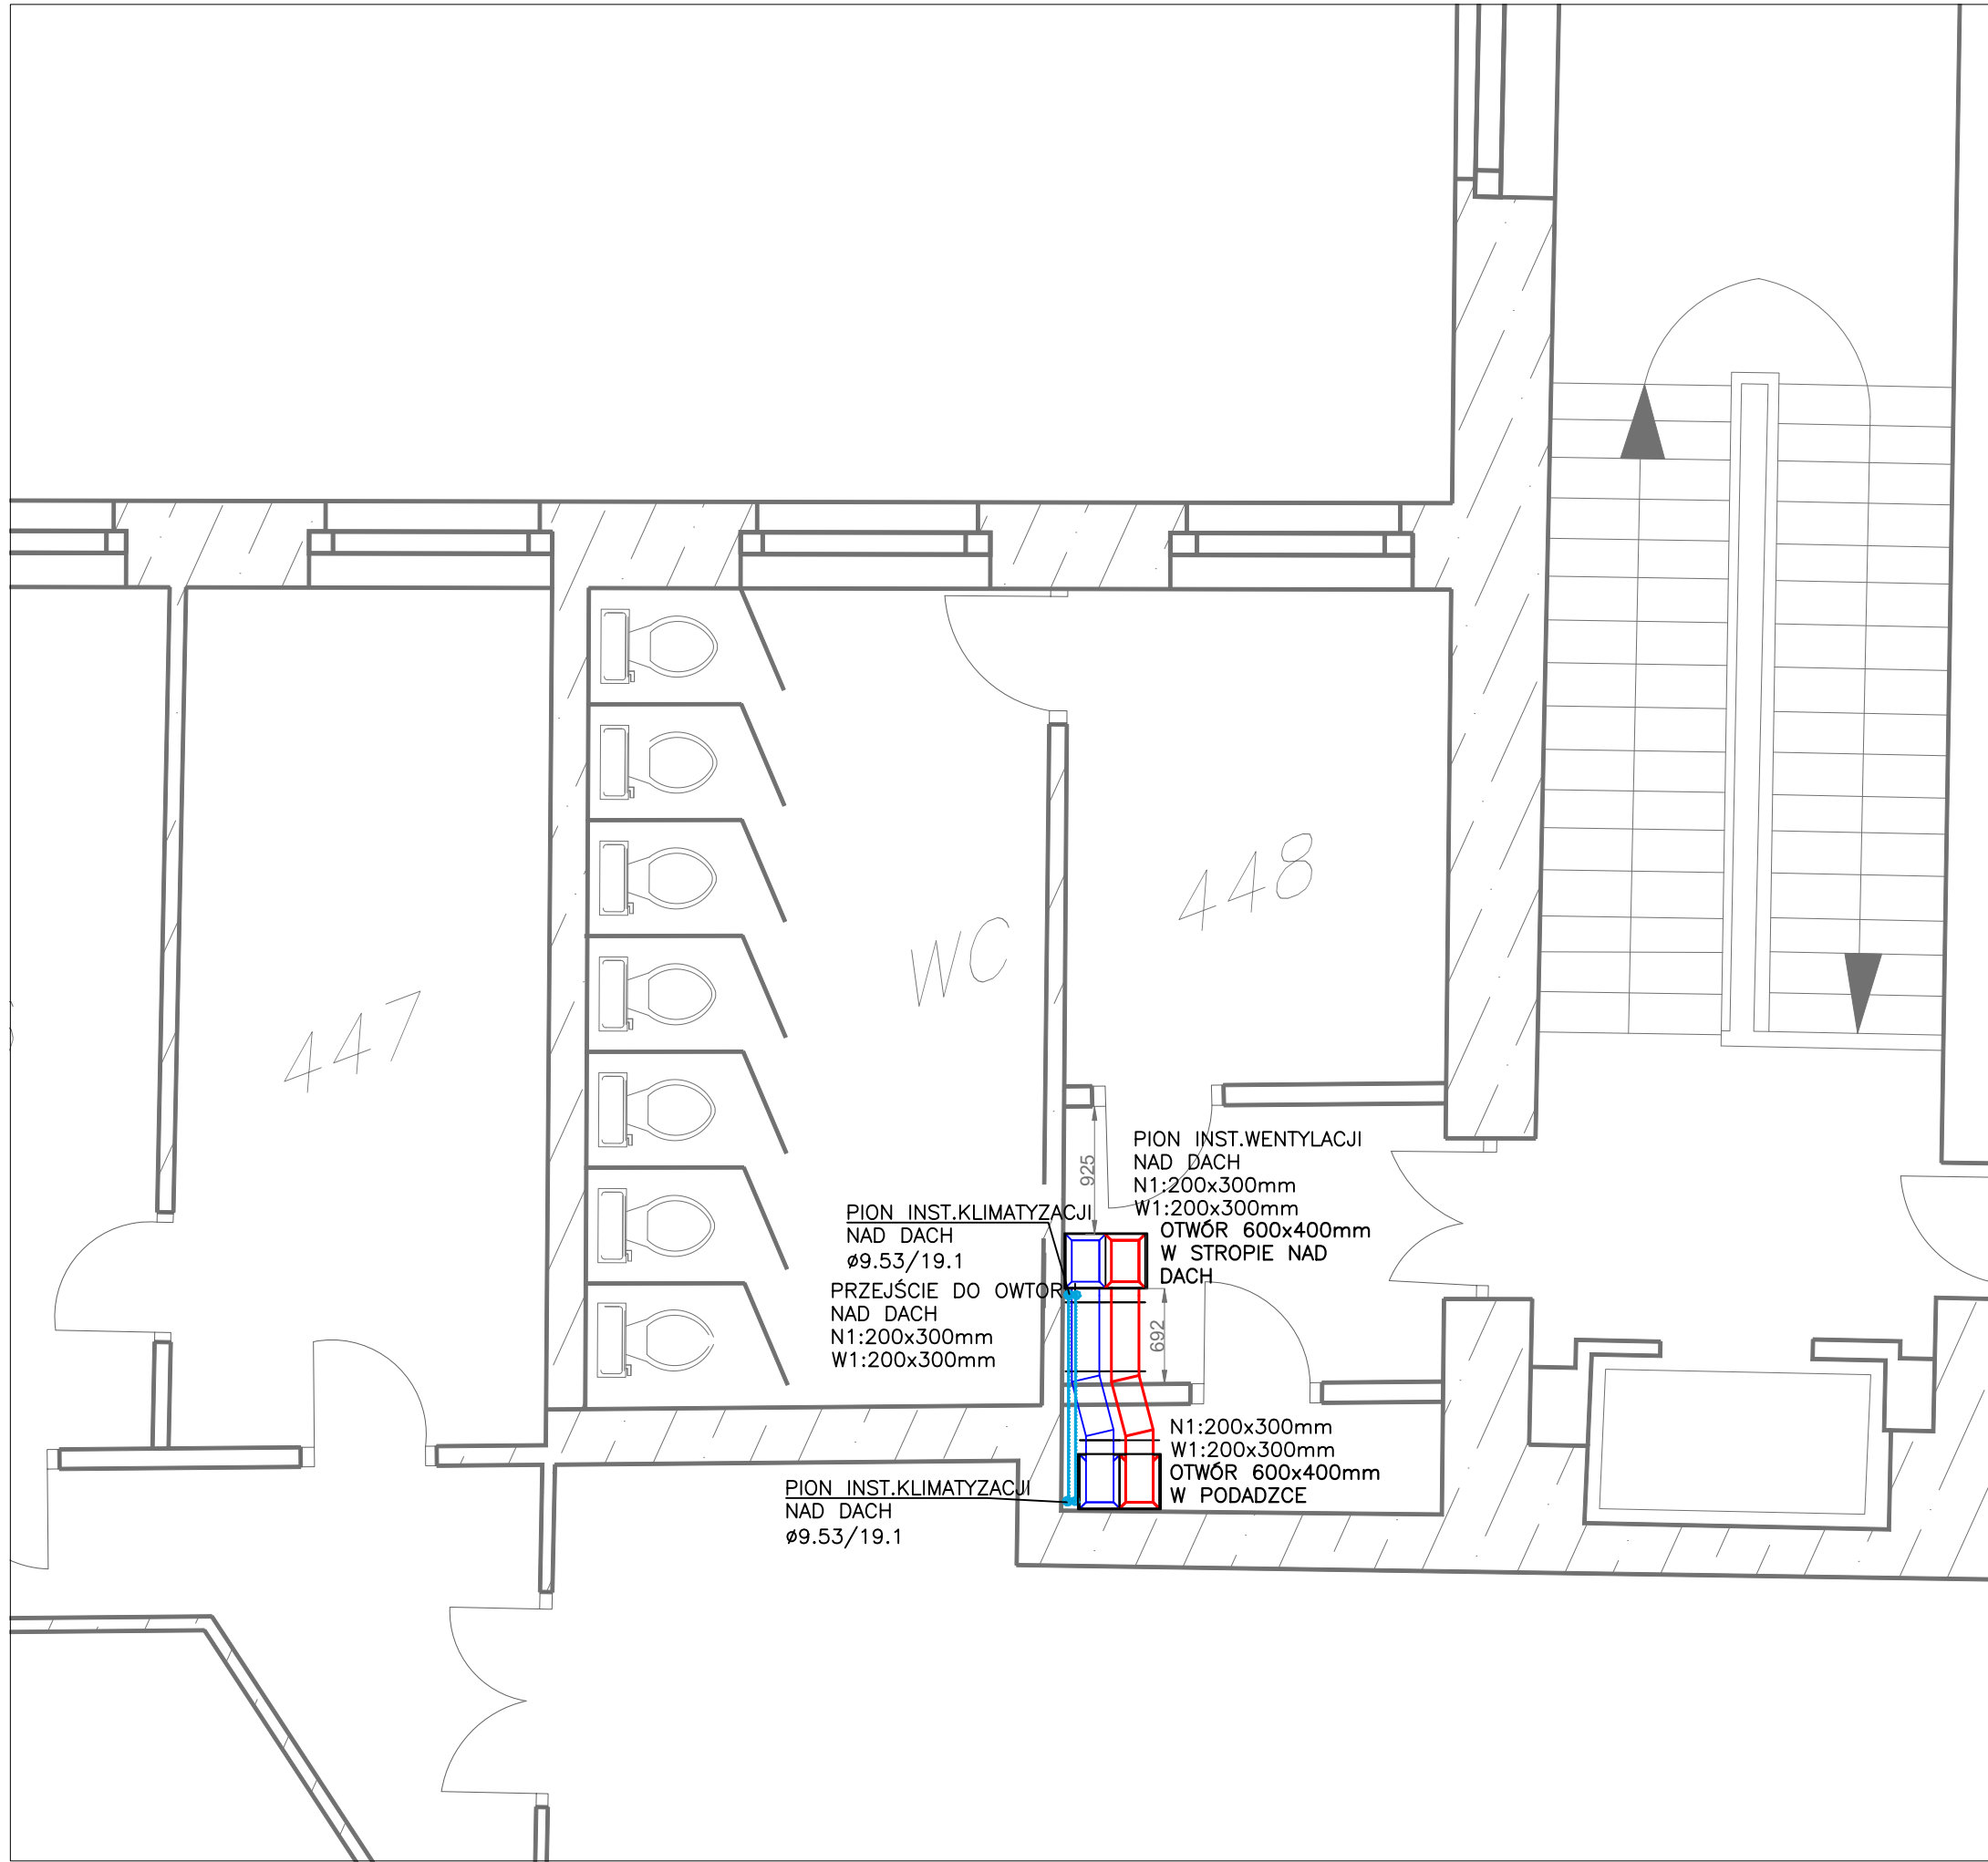 448
WC
447
925
PION INST.WENTYLACJI
NAD DACH
N1:200x300mm
W1:200x300mm
OTWÓR 600x400mm
W STROPIE NAD
DACH
PION INST.KLIMATYZACJI
NAD DACH
ø9.53/19.1
PRZEJŚCIE DO OWTORU
NAD DACH
N1:200x300mm
W1:200x300mm
692
N1:200x300mm
W1:200x300mm
OTWÓR 600x400mm
W PODADZCE
PION INST.KLIMATYZACJI
NAD DACH
ø9.53/19.1